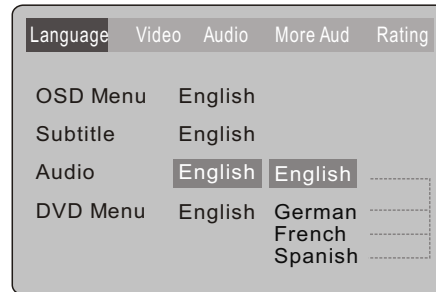 Language Video Audio More Aud Rating
OSD Menu English
Subtitle English
Audio English English
DVD Menu English German
French
Spanish